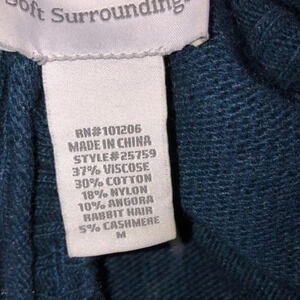 Soft Surroundings
RN#101206
MADE IN CHINA
STYLE#25759
37% VISCOSE
30% COTTON
18% NYLON
10% ANGORA
RABBIT HAIR
5% CASHMERE
M